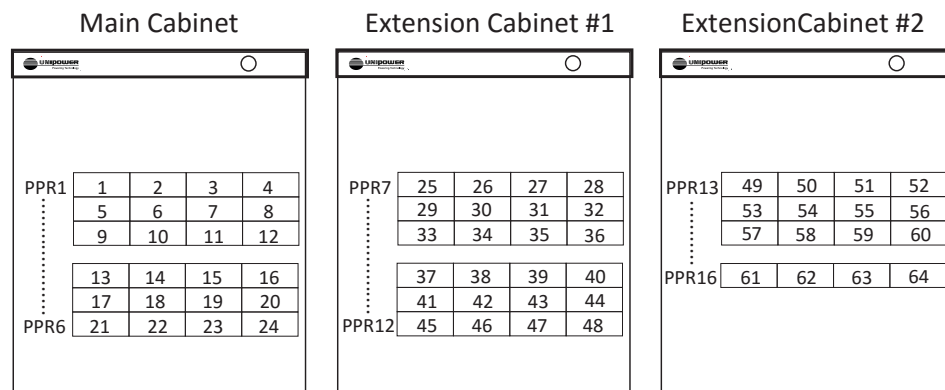 Main Cabinet
Extension Cabinet #1
ExtensionCabinet #2
UNIPOWER
UNIPOWER
UNIPOWER
PPR1 1 2 3 4
5 6 7 8
9 10 11 12
13 14 15 16
17 18 19 20
PPR6 21 22 23 24
PPR7 25 26 27 28
29 30 31 32
33 34 35 36
37 38 39 40
41 42 43 44
PPR12 45 46 47 48
PPR13 49 50 51 52
53 54 55 56
57 58 59 60
PPR16 61 62 63 64